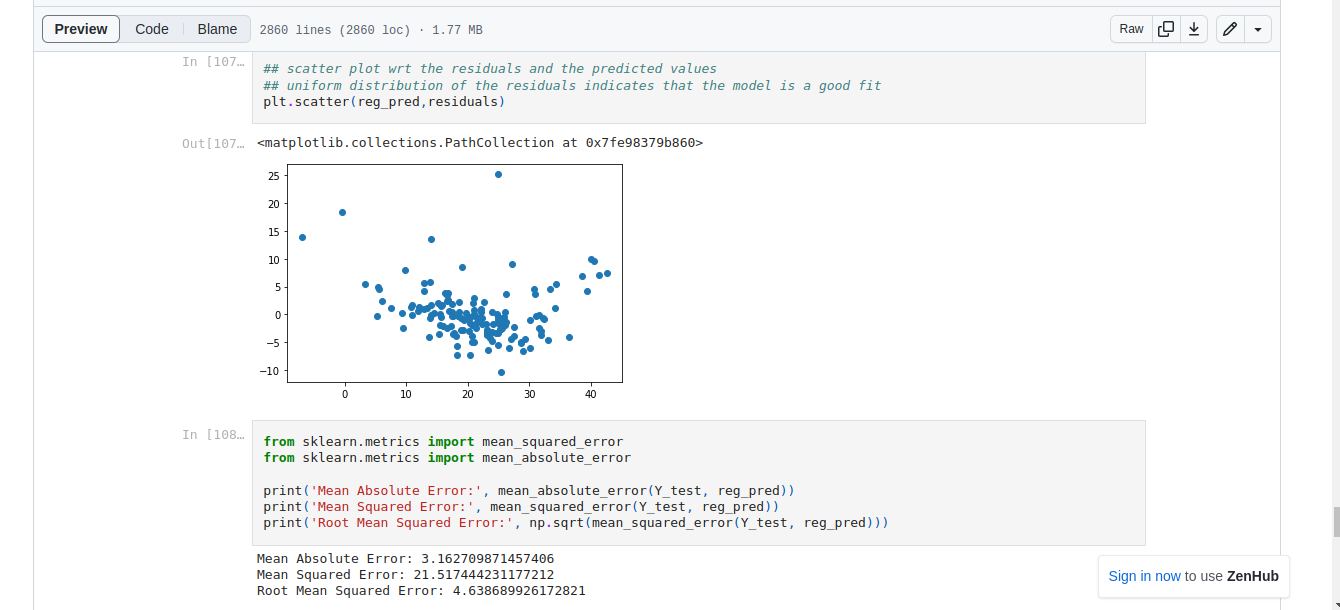 Preview Code Blame 2860 lines (2860 loc) · 1.77 MB Raw
In [107…
## scatter plot wrt the residuals and the predicted values
## uniform distribution of the residuals indicates that the model is a good fit
plt.scatter(reg_pred,residuals)
Out[107… <matplotlib.collections.PathCollection at 0x7fe98379b860>
25
20
15
10
5
0
−5
−10
0 10 20 30 40
In [108…
from sklearn.metrics import mean_squared_error
from sklearn.metrics import mean_absolute_error
print('Mean Absolute Error:', mean_absolute_error(Y_test, reg_pred))
print('Mean Squared Error:', mean_squared_error(Y_test, reg_pred))
print('Root Mean Squared Error:', np.sqrt(mean_squared_error(Y_test, reg_pred)))
Mean Absolute Error: 3.162709871457406
Mean Squared Error: 21.517444231177212
Root Mean Squared Error: 4.638689926172821
Sign in now to use ZenHub